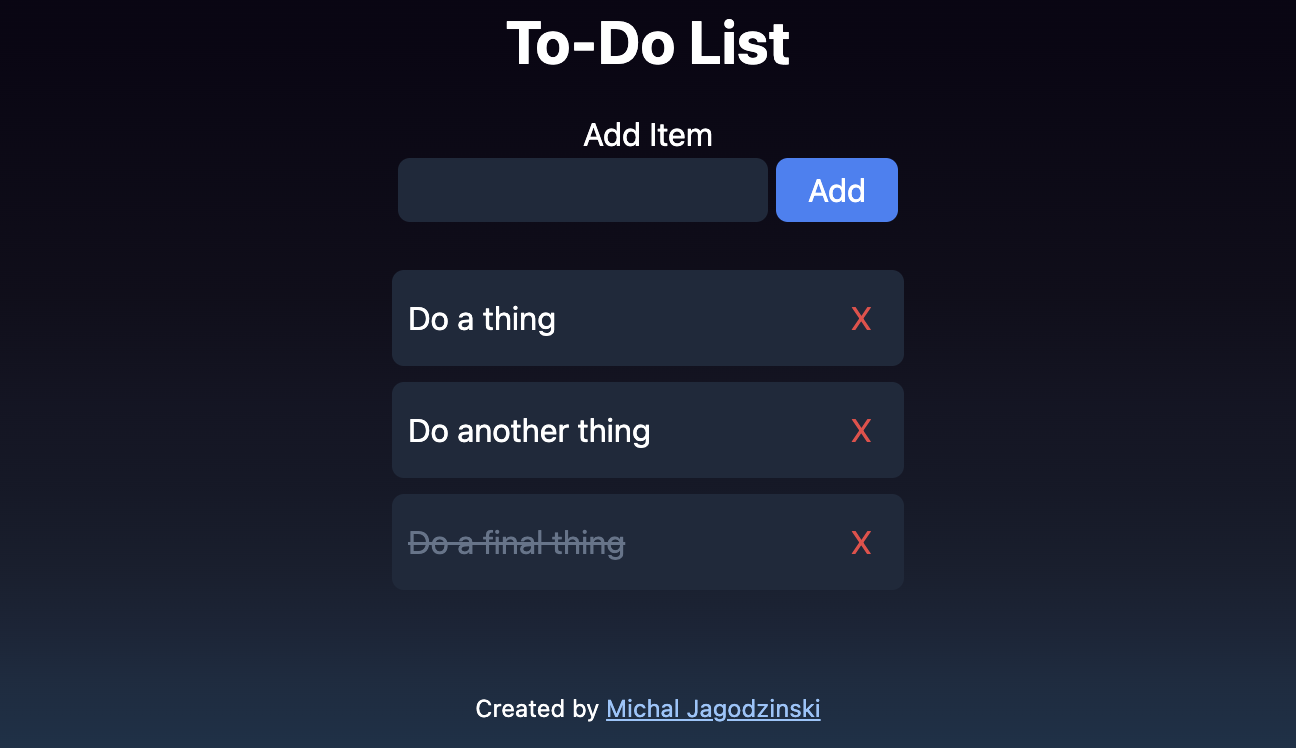 To-Do List
Add Item
Add
Do a thing X
Do another thing X
Do a final thing X
Created by Michal Jagodzinski